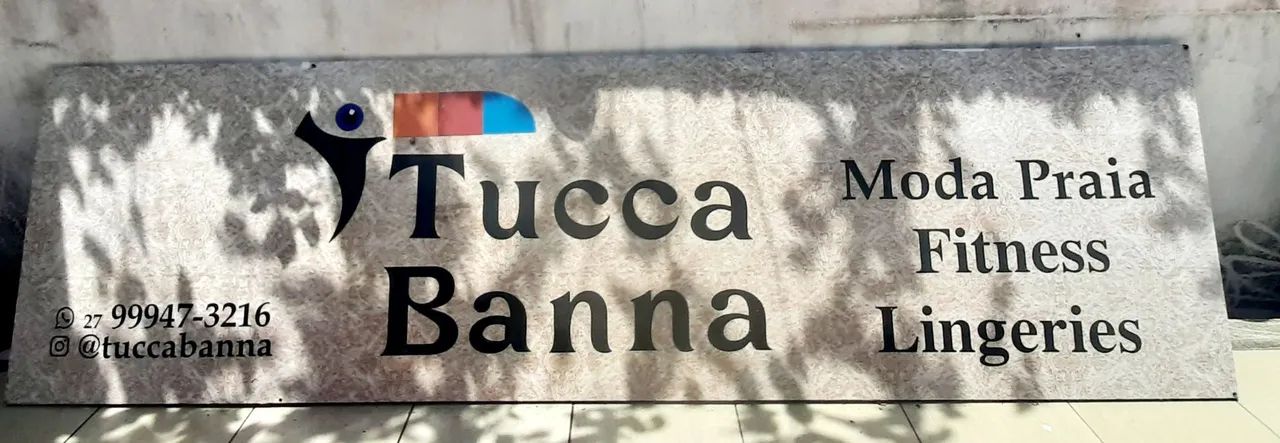 Tucca
Banna
Moda Praia
Fitness
Lingeries
27 99947-3216
@tuccabanna